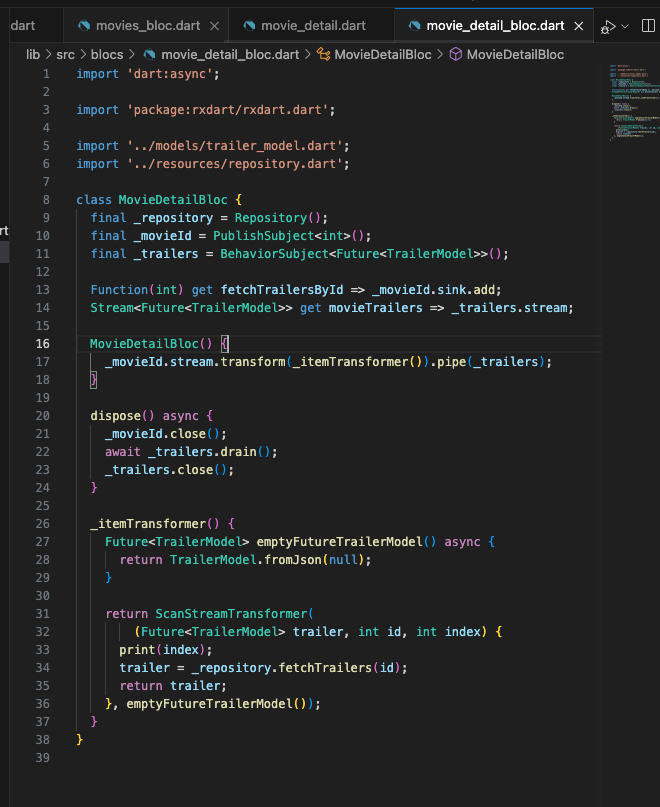 dart
movies_bloc.dart
movie_detail.dart
movie_detail_bloc.dart
lib > src > blocs > movie_detail_bloc.dart > MovieDetailBloc > MovieDetailBloc
1 import 'dart:async';
2
3 import 'package:rxdart/rxdart.dart';
4
5 import '../models/trailer_model.dart';
6 import '../resources/repository.dart';
7
8 class MovieDetailBloc {
9   final _repository = Repository();
10   final _movieId = PublishSubject<int>();
11   final _trailers = BehaviorSubject<Future<TrailerModel>>();
12
13   Function(int) get fetchTrailersById => _movieId.sink.add;
14   Stream<Future<TrailerModel>> get movieTrailers => _trailers.stream;
15
16   MovieDetailBloc() {
17     _movieId.stream.transform(_itemTransformer()).pipe(_trailers);
18   }
19
20   dispose() async {
21     _movieId.close();
22     await _trailers.drain();
23     _trailers.close();
24   }
25
26   _itemTransformer() {
27     Future<TrailerModel> emptyFutureTrailerModel() async {
28       return TrailerModel.fromJson(null);
29     }
30
31     return ScanStreamTransformer(
32         (Future<TrailerModel> trailer, int id, int index) {
33       print(index);
34       trailer = _repository.fetchTrailers(id);
35       return trailer;
36     }, emptyFutureTrailerModel());
37   }
38 }
39
rt